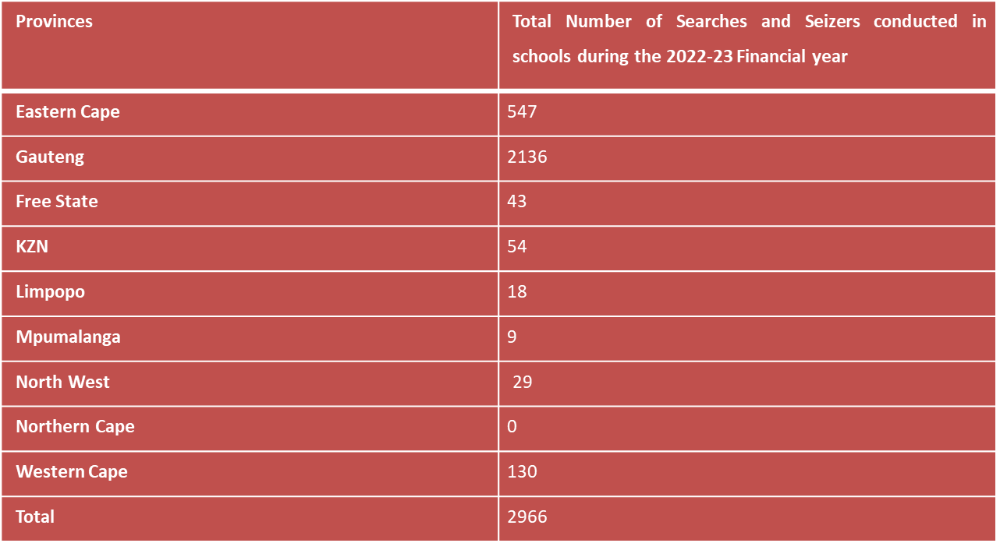 Provinces
Total Number of Searches and Seizers conducted in
schools during the 2022-23 Financial year
Eastern Cape
547
Gauteng
2136
Free State
43
KZN
54
Limpopo
18
Mpumalanga
9
North West
29
Northern Cape
0
Western Cape
130
Total
2966